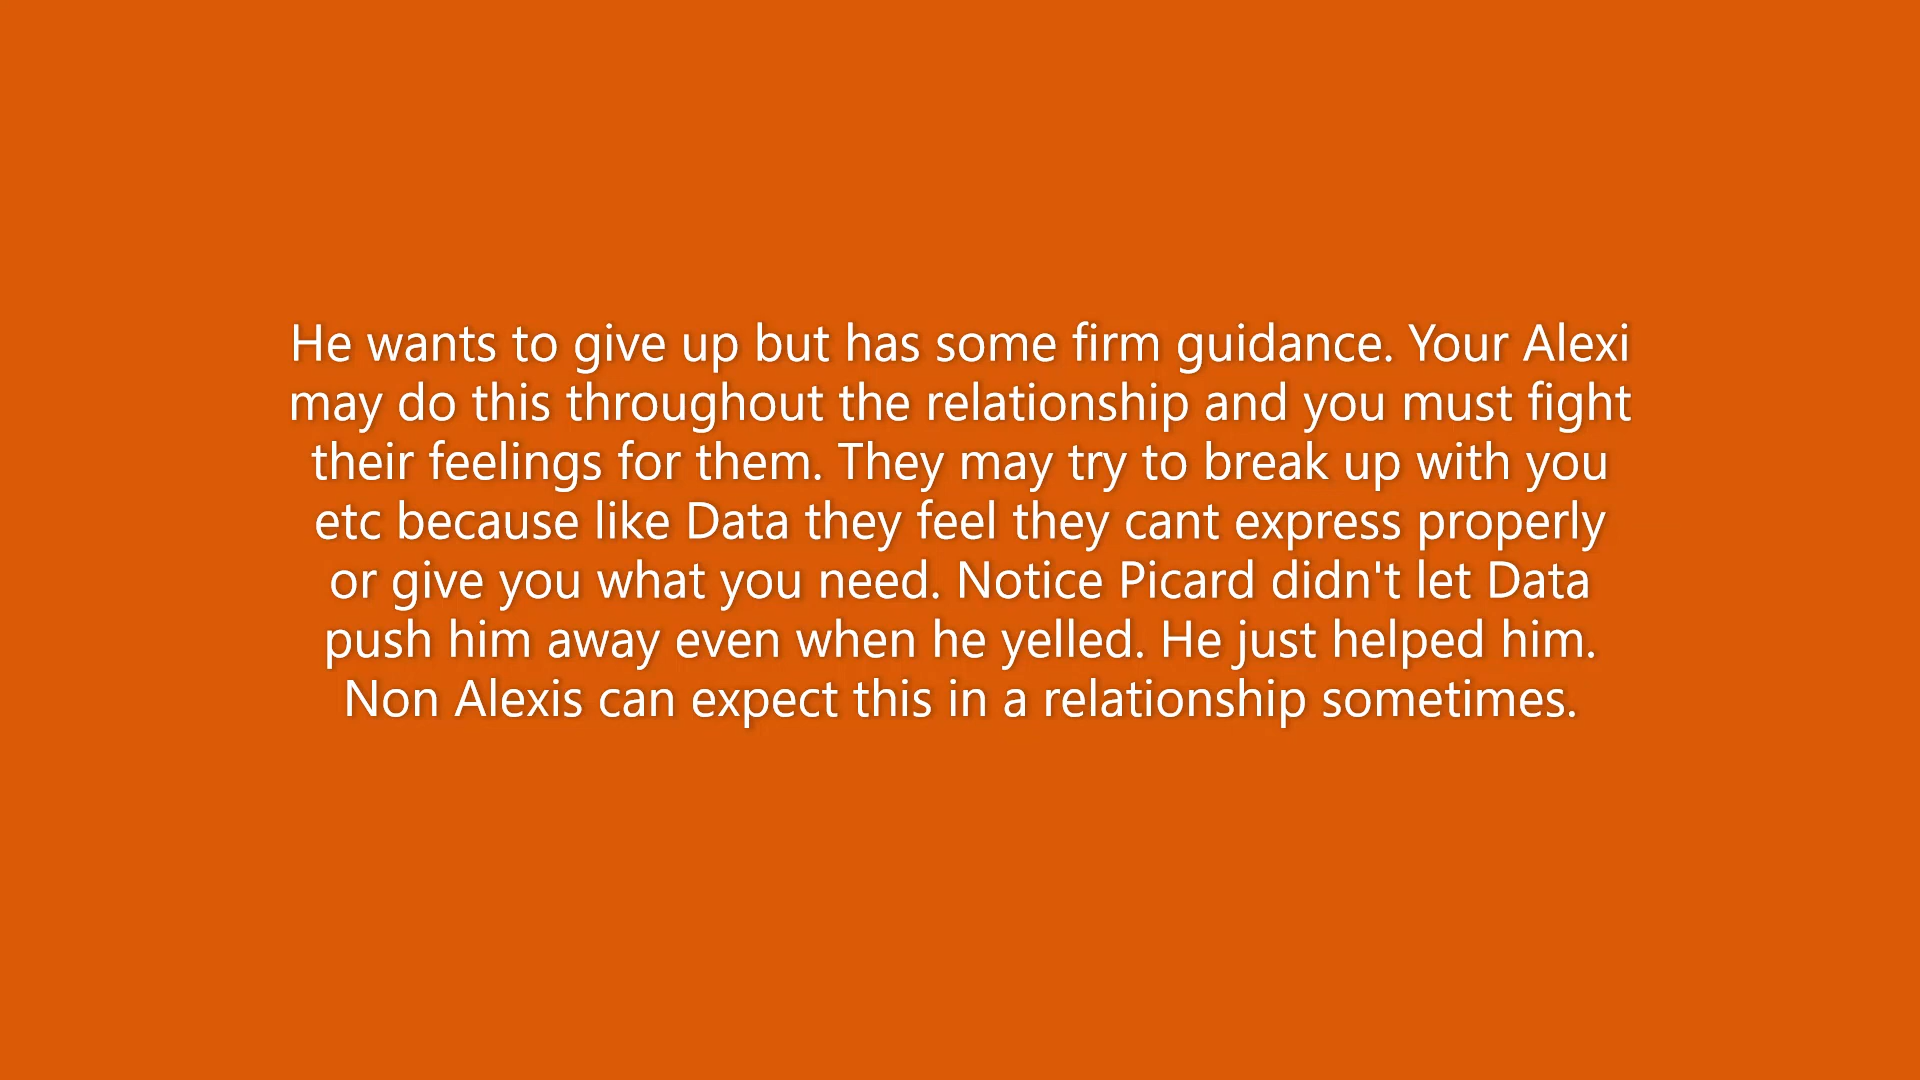 He wants to give up but has some firm guidance. Your Alexi
may do this throughout the relationship and you must fight
their feelings for them. They may try to break up with you
etc because like Data they feel they cant express properly
or give you what you need. Notice Picard didn't let Data
push him away even when he yelled. He just helped him.
Non Alexis can expect this in a relationship sometimes.